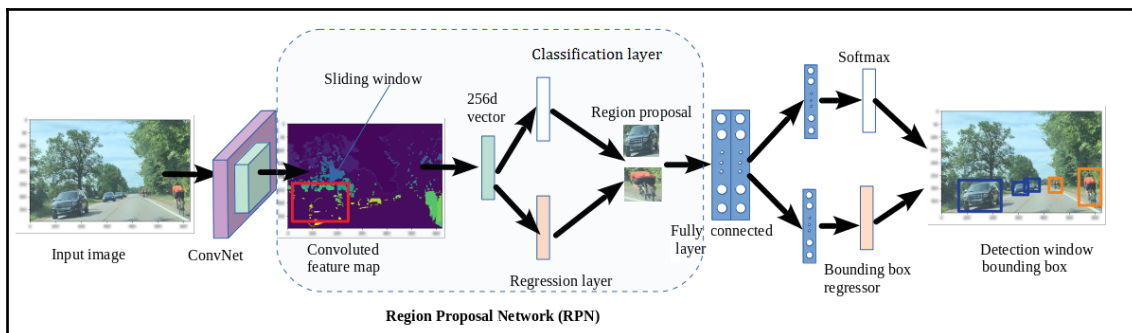 Classification layer
Sliding window
Softmax
256d
vector
Region proposal
Input image
ConvNet
Convoluted
feature map
Regression layer
Fully connected
layer
Bounding box
regressor
Detection window
bounding box
Region Proposal Network (RPN)